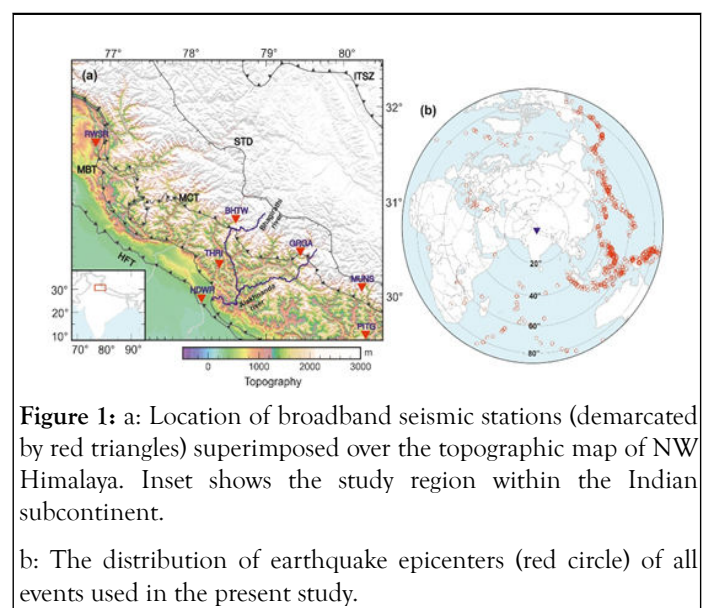 77° 78° 79° 80°
(a)
ITSZ
32°
(b)
RWSR
STD
MBT
MCT
31°
BHTW
Bhagirathi
river
GRGA
THRI
HFT
MUNS
NDWR
Alakhnanda
river
30°
PITG
30°
20°
10°
70° 80° 90°
20°
40°
60°
80°
0 1000 2000 3000 m
Topography
Figure 1: a: Location of broadband seismic stations (demarcated
by red triangles) superimposed over the topographic map of NW
Himalaya. Inset shows the study region within the Indian
subcontinent.
b: The distribution of earthquake epicenters (red circle) of all
events used in the present study.